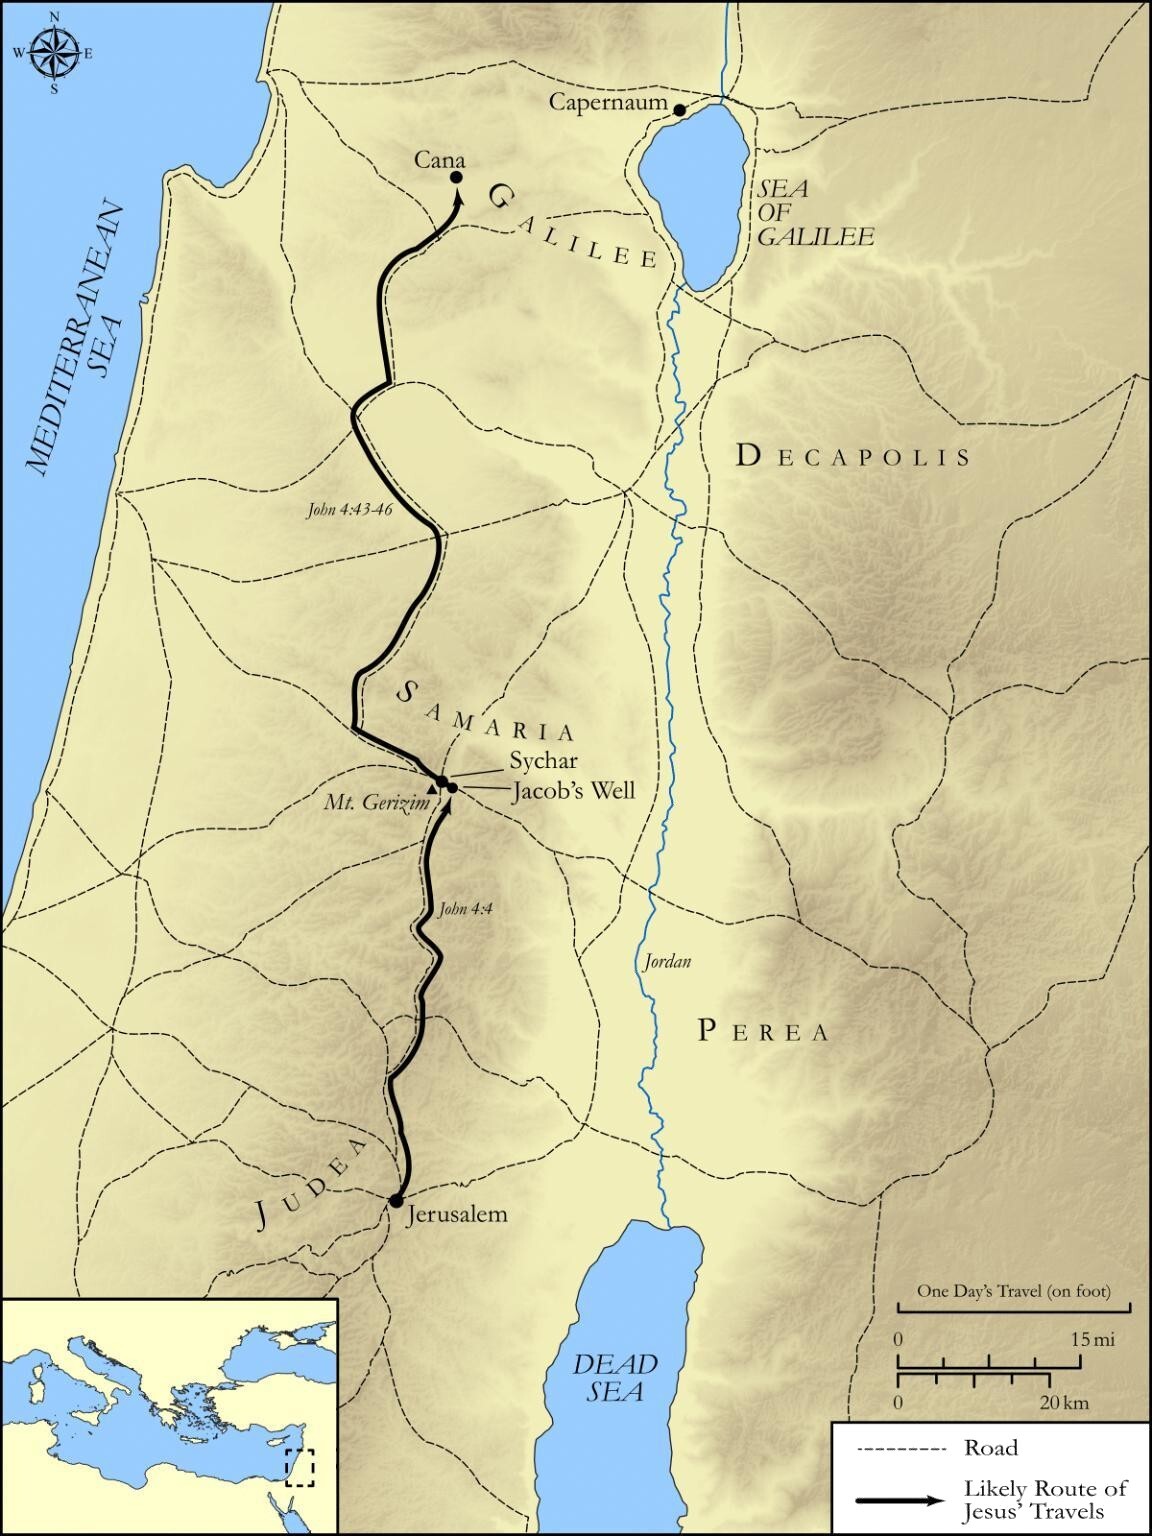 N
W E
S
Capernaum
Cana
GALILEE
SEA
OF
GALILEE
MEDITERRANEAN
SEA
DECAPOLIS
John 4:43-46
SAMARIA
Sychar
Jacob's Well
Mt. Gerizim
John 4:4
Jordan
PEREA
JUDEA
Jerusalem
DEAD
SEA
One Day's Travel (on foot)
0 15 mi
0 20 km
Road
Likely Route of
Jesus' Travels